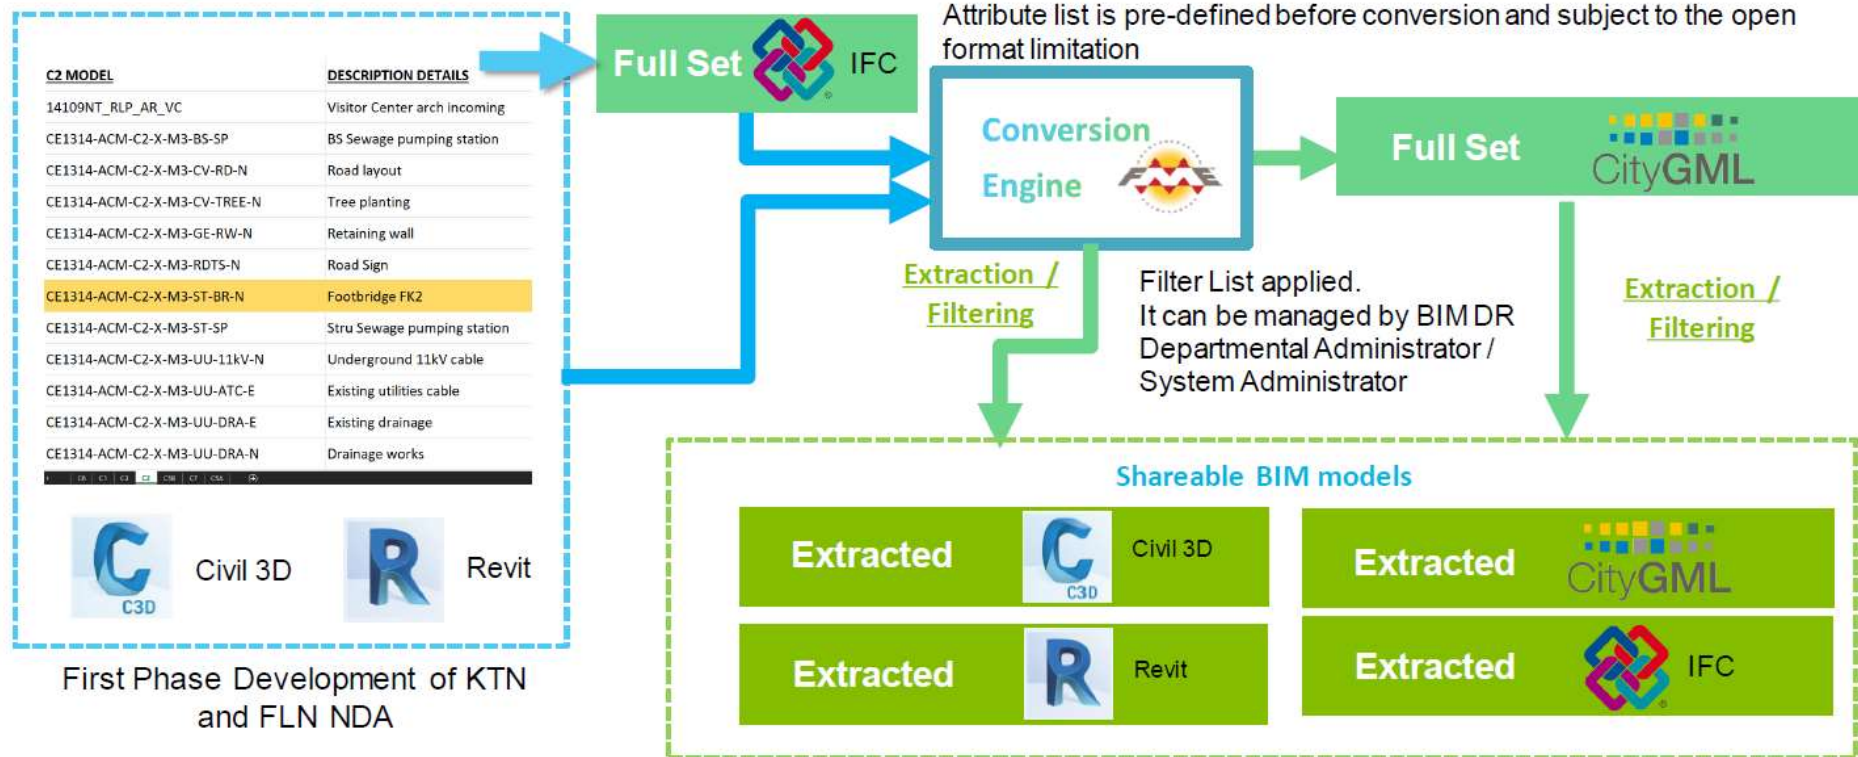 Attribute list is pre-defined before conversion and subject to the open
format limitation
C2 MODEL DESCRIPTION DETAILS
14109NT_RLP_AR_VC Visitor Center arch incoming
CE1314-ACM-C2-X-M3-BS-SP BS Sewage pumping station
CE1314-ACM-C2-X-M3-CV-RD-N Road layout
CE1314-ACM-C2-X-M3-CV-TREE-N Tree planting
CE1314-ACM-C2-X-M3-GE-RW-N Retaining wall
CE1314-ACM-C2-X-M3-RDTS-N Road Sign
CE1314-ACM-C2-X-M3-ST-BR-N Footbridge FK2
CE1314-ACM-C2-X-M3-ST-SP Stru Sewage pumping station
CE1314-ACM-C2-X-M3-UU-11kV-N Underground 11kV cable
CE1314-ACM-C2-X-M3-UU-ATC-E Existing utilities cable
CE1314-ACM-C2-X-M3-UU-DRA-E Existing drainage
CE1314-ACM-C2-X-M3-UU-DRA-N Drainage works
C3D
Civil 3D
R
Revit
First Phase Development of KTN
and FLN NDA
Full Set IFC
Conversion
Engine
FME
Full Set
CityGML
Extraction /
Filtering
Filter List applied.
It can be managed by BIM DR
Departmental Administrator /
System Administrator
Extraction /
Filtering
Shareable BIM models
Extracted C3D Civil 3D
Extracted CityGML
Extracted R Revit
Extracted IFC